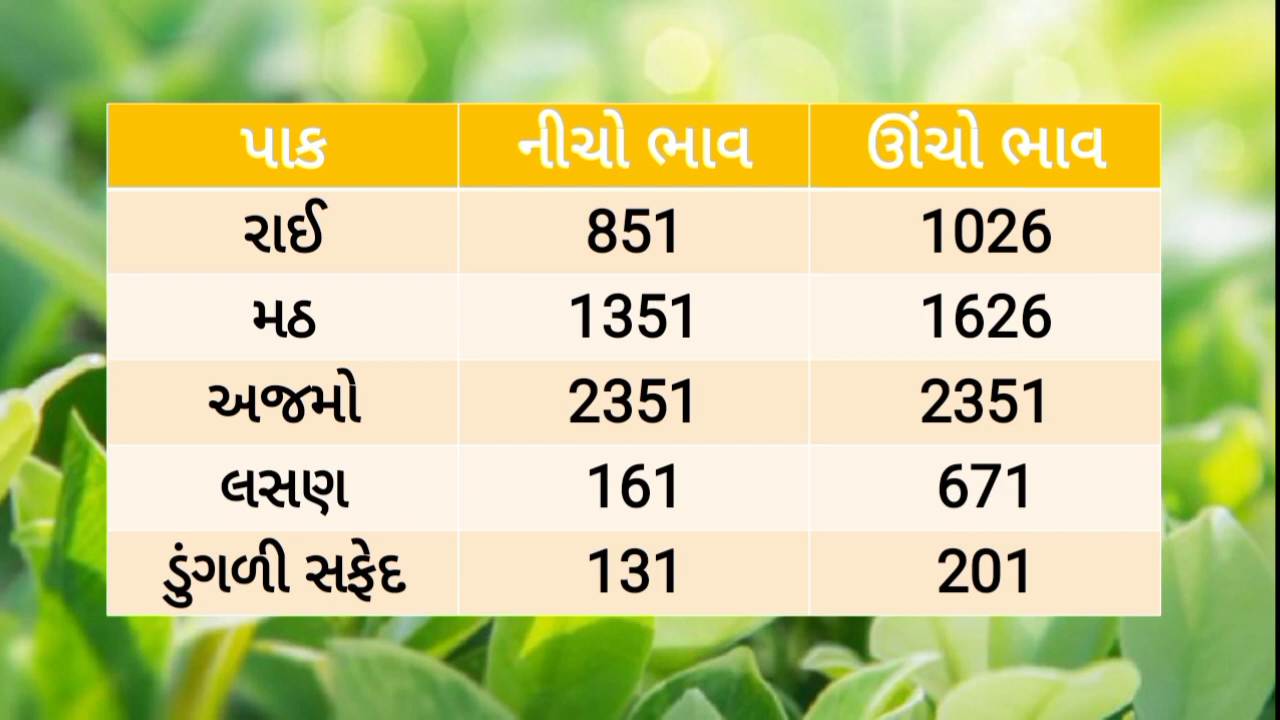 પાક નીચો ભાવ ઊંચો ભાવ
રાઈ 851 1026
મઠ 1351 1626
અજમો 2351 2351
લસણ 161 671
ડુંગળી સફેદ 131 201